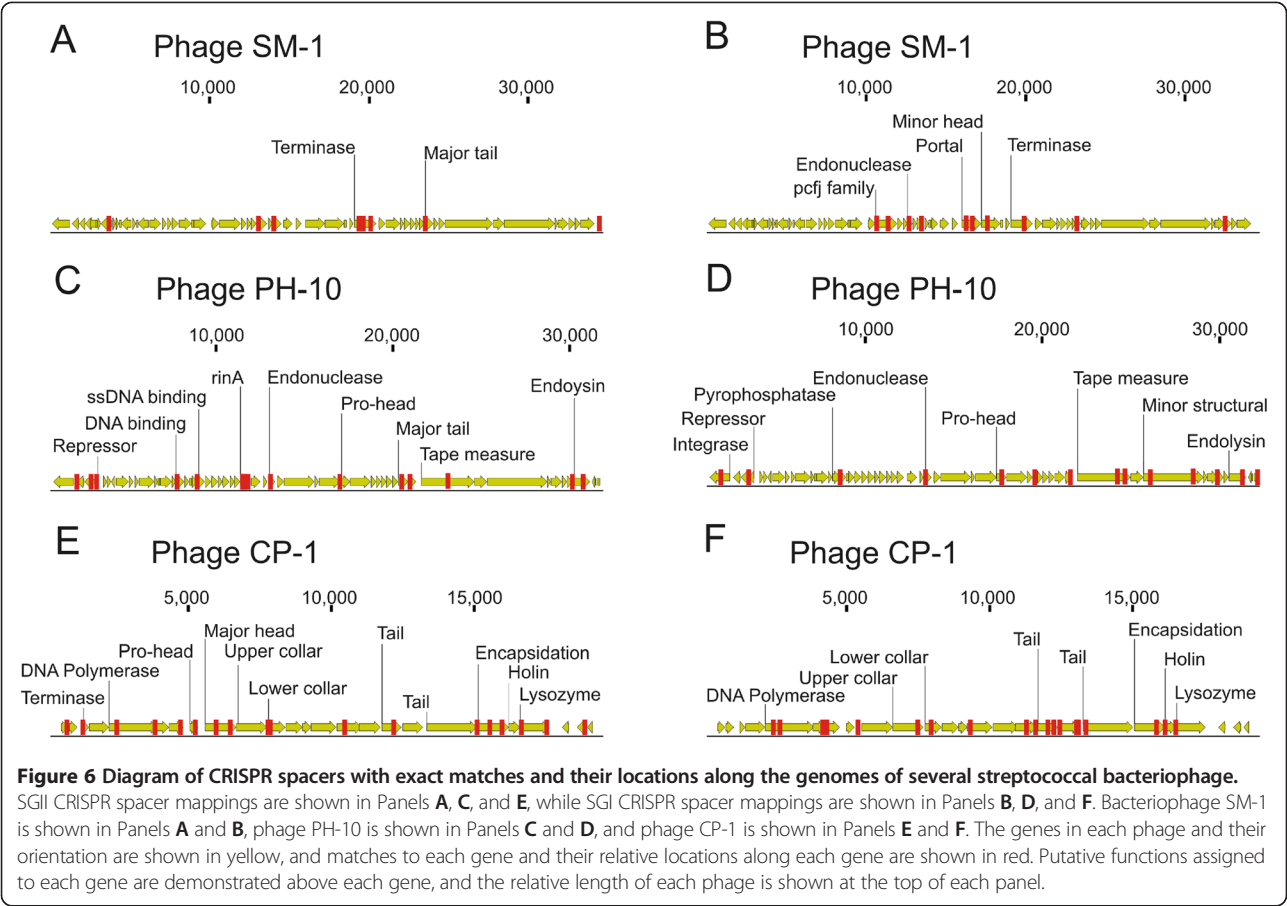 A
Phage SM-1
10,000 20,000 30,000
Terminase
Major tail
B
Phage SM-1
10,000 20,000 30,000
Minor head
Portal
Terminase
Endonuclease
pcfj family
C
Phage PH-10
10,000 20,000 30,000
rinA
Endonuclease
Endoysin
ssDNA binding
Pro-head
DNA binding
Major tail
Repressor
Tape measure
D
Phage PH-10
10,000 20,000 30,000
Endonuclease
Tape measure
Pyrophosphatase
Minor structural
Repressor
Pro-head
Integrase
Endolysin
E
Phage CP-1
5,000 10,000 15,000
Major head
Tail
Pro-head
Upper collar
Encapsidation
DNA Polymerase
Holin
Lower collar
Terminase
Tail
Lysozyme
F
Phage CP-1
5,000 10,000 15,000
Encapsidation
Tail
Lower collar
Tail
Holin
Upper collar
DNA Polymerase
Lysozyme
Figure 6 Diagram of CRISPR spacers with exact matches and their locations along the genomes of several streptococcal bacteriophage.
SGII CRISPR spacer mappings are shown in Panels A, C, and E, while SGI CRISPR spacer mappings are shown in Panels B, D, and F. Bacteriophage SM-1
is shown in Panels A and B, phage PH-10 is shown in Panels C and D, and phage CP-1 is shown in Panels E and F. The genes in each phage and their
orientation are shown in yellow, and matches to each gene and their relative locations along each gene are shown in red. Putative functions assigned
to each gene are demonstrated above each gene, and the relative length of each phage is shown at the top of each panel.